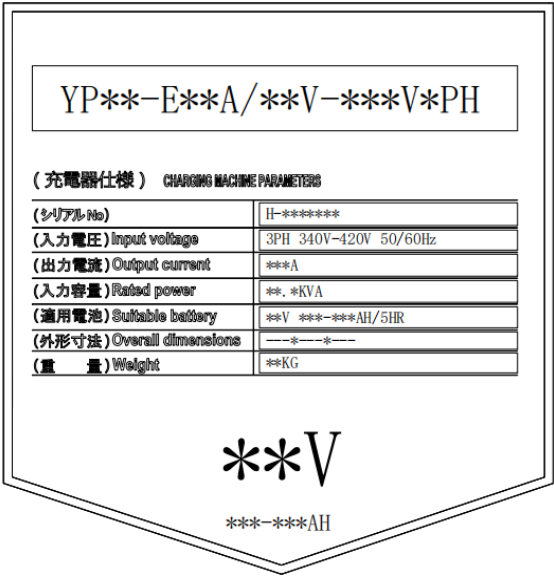 YP**-E**A/**V-***V*PH
(充電器仕様) CHARGING MACHINE PARAMETERS
(シリアルNo) H-*******
(入力電圧)Input voltage 3PH 340V-420V 50/60Hz
(出力電流)Output current ***A
(入力容量)Rated power **.*KVA
(適用電池)Suitable battery **V ***-***AH/5HR
(外形寸法)Overall dimensions ---*---*---
(重 量)Weight **KG
**V
***-***AH